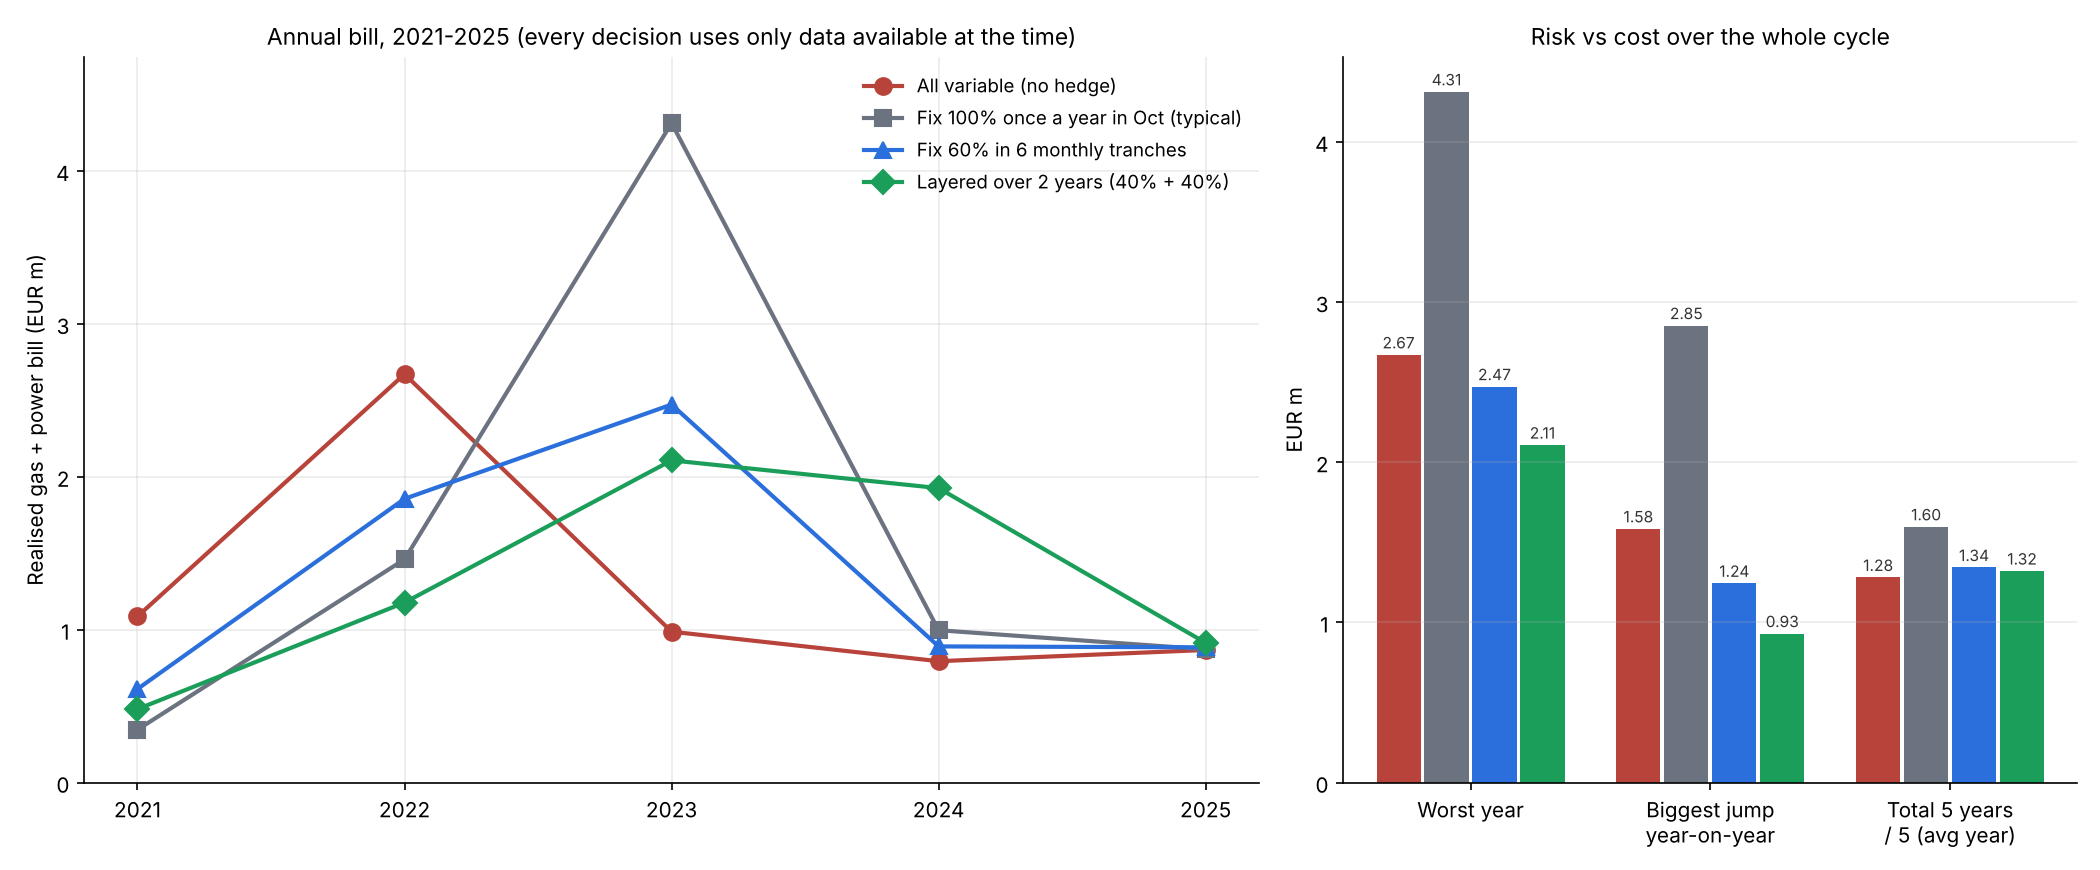 Annual bill, 2021-2025 (every decision uses only data available at the time)
Realised gas + power bill (EUR m)
4
3
2
1
0
2021
2022
2023
2024
2025
All variable (no hedge)
Fix 100% once a year in Oct (typical)
Fix 60% in 6 monthly tranches
Layered over 2 years (40% + 40%)
Risk vs cost over the whole cycle
EUR m
4
3
2
1
0
2.67
4.31
2.47
2.11
1.58
2.85
1.24
0.93
1.28
1.60
1.34
1.32
Worst year
Biggest jump
year-on-year
Total 5 years
/ 5 (avg year)